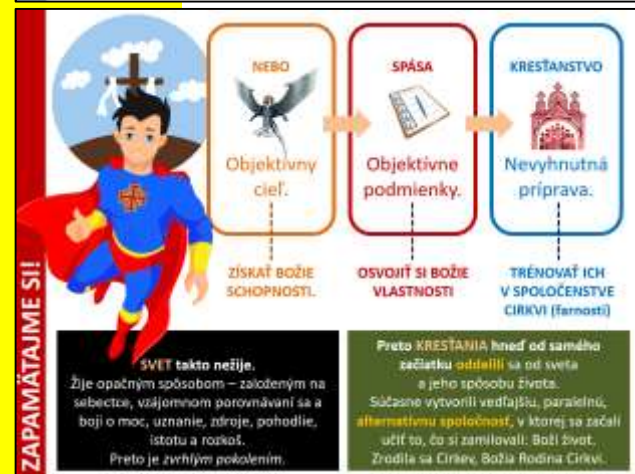 ZAPAMÄTAJME SI!
NEBO
Objektívny
cieľ.
ZÍSKAŤ BOŽIE
SCHOPNOSTI.
SPÁSA
Objektívne
podmienky.
OSVOJIŤ SI BOŽIE
VLASTNOSTI
KRESŤANSTVO
Nevyhnutná
príprava.
TRÉNOVAŤ ICH
V SPOLOČENSTVE
CIRKVI (farnosti)
SVET takto nežije.
Žije opačným spôsobom – založeným na
sebectve, vzájomnom porovnávaní sa a
boji o moc, uznanie, zdroje, pohodlie,
istotu a rozkoš.
Preto je zvrhlým pokolením.
Preto KRESŤANIA hneď od samého
začiatku oddelili sa od sveta
a jeho spôsobu života.
Súčasne vytvorili vedľajšiu, paralelnú,
alternatívnu spoločnosť, v ktorej sa začali
učiť to, čo si zamilovali: Boží život.
Zrodila sa Cirkev, Božia Rodina Cirkvi.